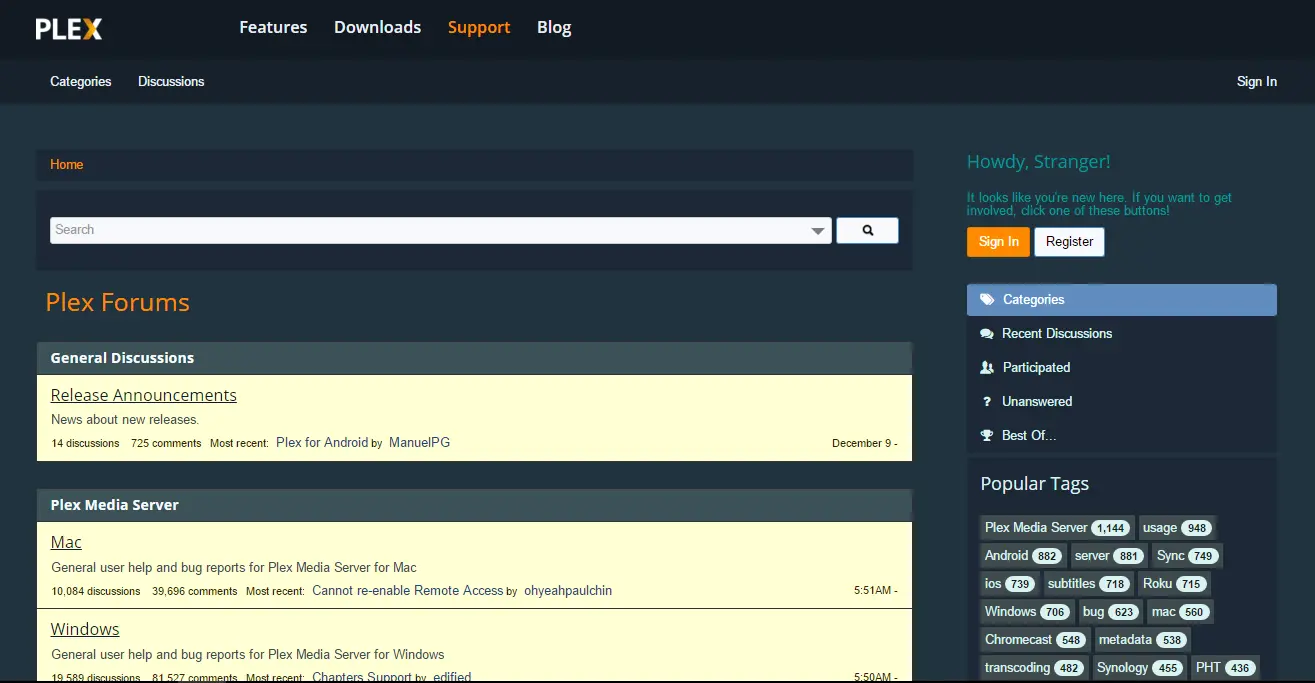 PLEX Features Downloads Support Blog
Categories Discussions Sign In
Home
Search
Plex Forums
General Discussions
Release Announcements
News about new releases.
14 discussions 725 comments Most recent: Plex for Android by ManuelPG December 9 -
Plex Media Server
Mac
General user help and bug reports for Plex Media Server for Mac
10,084 discussions 39,696 comments Most recent: Cannot re-enable Remote Access by ohyeahpaulchin 5:51AM -
Windows
General user help and bug reports for Plex Media Server for Windows
19,589 discussions 81,527 comments Most recent: Chapters Support by edified 5:50AM -
Howdy, Stranger!
It looks like you're new here. If you want to get
involved, click one of these buttons!
Sign In Register
Categories
Recent Discussions
Participated
? Unanswered
Best Of...
Popular Tags
Plex Media Server 1,144 usage 948
Android 882 server 881 Sync 749
ios 739 subtitles 718 Roku 715
Windows 706 bug 623 mac 560
Chromecast 548 metadata 538
transcoding 482 Synology 455 PHT 436